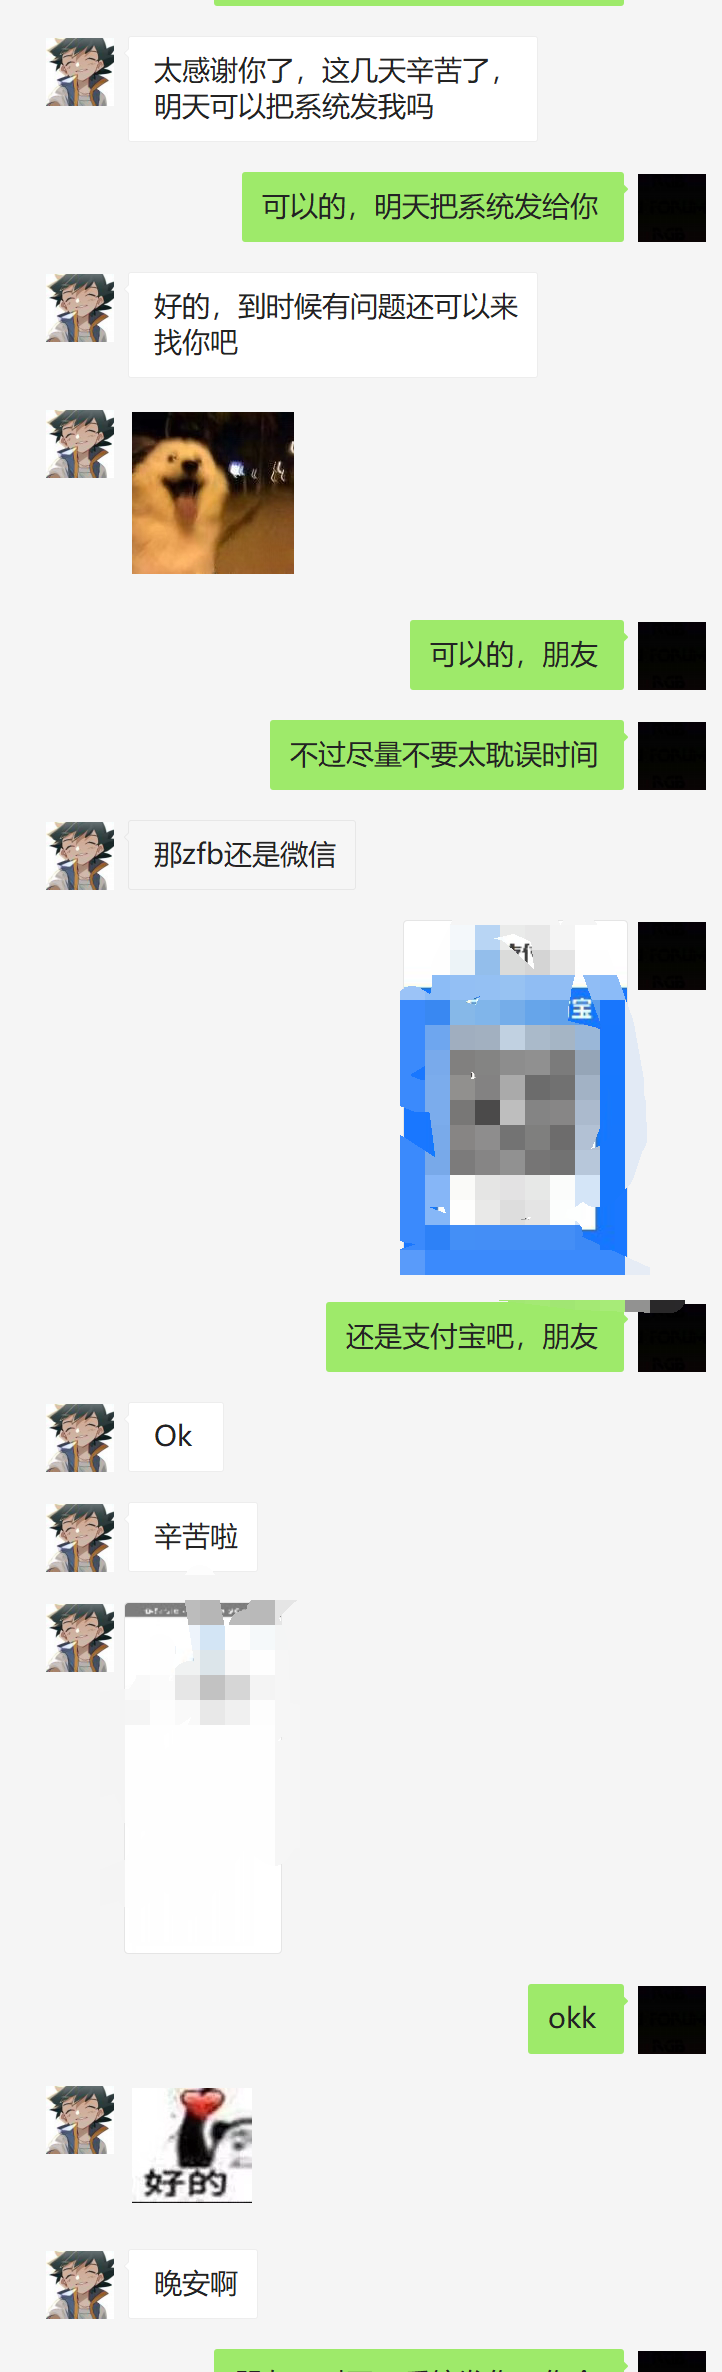 太感谢你了，这几天辛苦了，
明天可以把系统发我吗
可以的，明天把系统发给你
好的，到时候有问题还可以来
找你吧
可以的，朋友
不过尽量不要太耽误时间
那zfb还是微信
宝
还是支付宝吧，朋友
Ok
辛苦啦
okk
好的
晚安啊